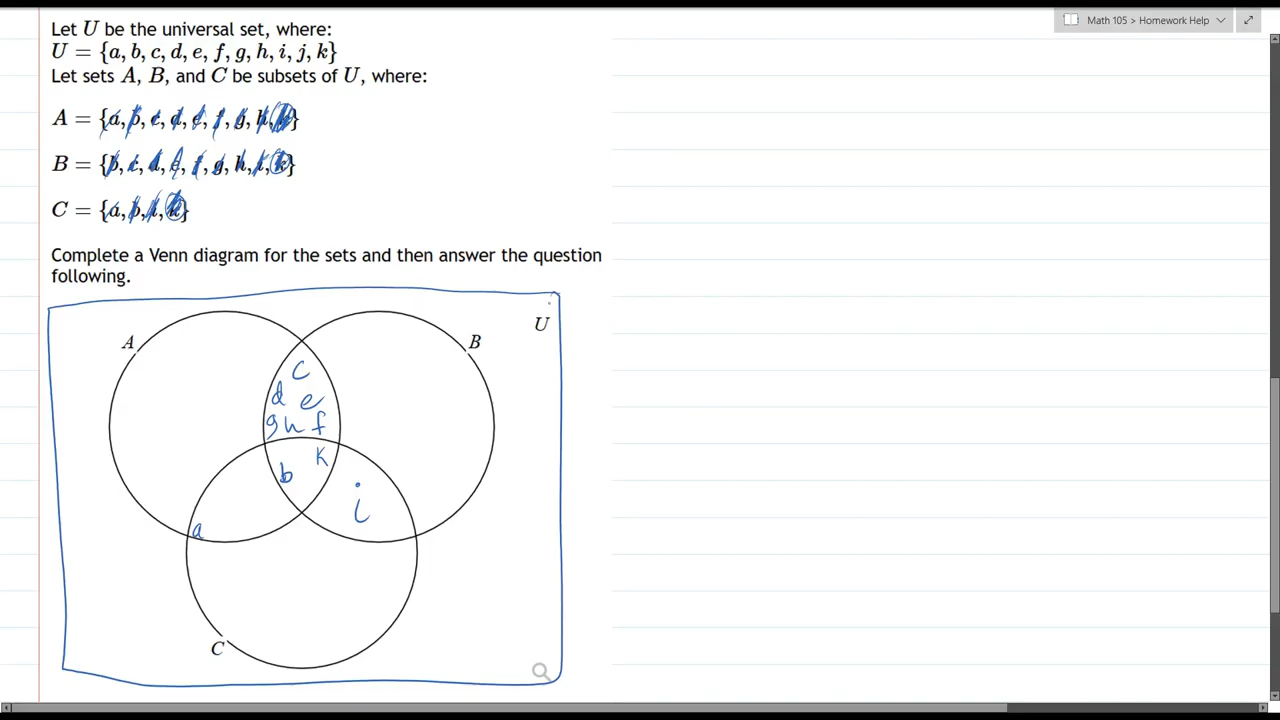 Math 105 > Homework Help
Let U be the universal set, where:
U = {a, b, c, d, e, f, g, h, i, j, k}
Let sets A, B, and C be subsets of U, where:
A = {a, b, c, d, e, f, g, h, k}
B = {b, c, d, e, f, g, h, i, k}
C = {a, b, i, k}
Complete a Venn diagram for the sets and then answer the question
following.
U
A
B
c
d e
g h f
k
b
i
a
C